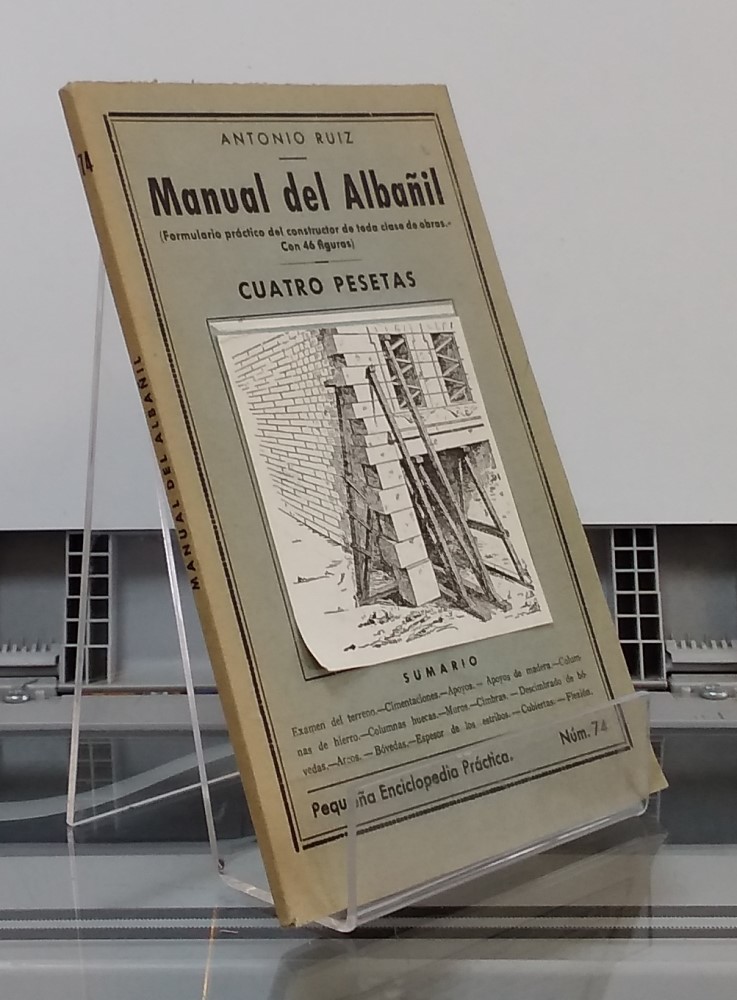 ANTONIO RUIZ
Manual del Albañil
(Formulario práctico del constructor de toda clase de obras.-
Con 46 figuras)
CUATRO PESETAS
SUMARIO
Examen del terreno.—Cimentaciones.—Apoyos.—Apoyos de madera.—Colum-
nas de hierro.—Columnas huecas.—Muros.—Cimbras.—Descimbrado de bó-
vedas.—Arcos.—Bóvedas.—Espesor de los estribos.—Cubiertas.—Flexión.
Pequeña Enciclopedia Práctica.
Núm. 74
74
MANUAL DEL ALBAÑIL